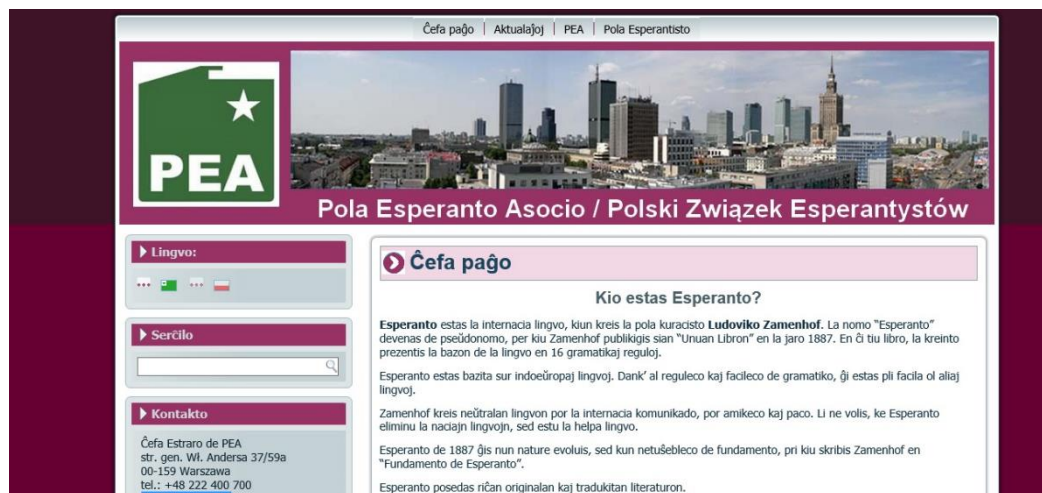 Ĉefa paĝo | Aktualaĵoj | PEA | Pola Esperantisto
PEA
Pola Esperanto Asocio / Polski Związek Esperantystów
Lingvo:
Serĉilo
Kontakto
Ĉefa Estraro de PEA
str. gen. Wł. Andersa 37/59a
00-159 Warszawa
tel.: +48 222 400 700
Ĉefa paĝo
Kio estas Esperanto?
Esperanto estas la internacia lingvo, kiun kreis la pola kuracisto Ludoviko Zamenhof. La nomo "Esperanto"
devenas de pseŭdonomo, per kiu Zamenhof publikigis sian "Unuan Libron" en la jaro 1887. En ĉi tiu libro, la kreinto
prezentis la bazon de la lingvo en 16 gramatikaj reguloj.
Esperanto estas bazita sur indoeŭropaj lingvoj. Dank' al reguleco kaj facileco de gramatiko, ĝi estas pli facila ol aliaj
lingvoj.
Zamenhof kreis neŭtralan lingvon por la internacia komunikado, por amikeco kaj paco. Li ne volis, ke Esperanto
eliminu la naciajn lingvojn, sed estu la helpa lingvo.
Esperanto de 1887 ĝis nun nature evoluis, sed kun netuŝebleco de fundamento, pri kiu skribis Zamenhof en
"Fundamento de Esperanto".
Esperanto posedas riĉan originalan kaj tradukitan literaturon.